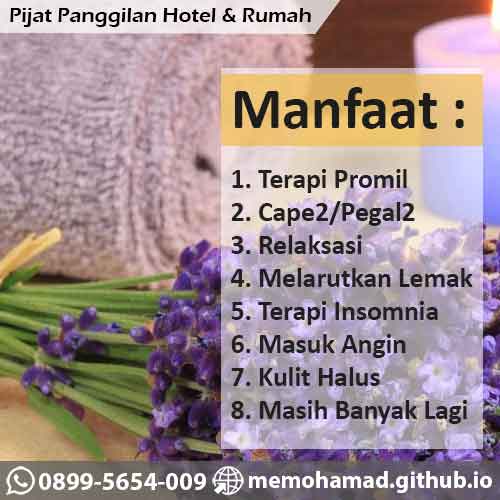 Pijat Panggilan Hotel & Rumah
Manfaat :
1. Terapi Promil
2. Cape2/Pegal2
3. Relaksasi
4. Melarutkan Lemak
5. Terapi Insomnia
6. Masuk Angin
7. Kulit Halus
8. Masih Banyak Lagi
0899-5654-009 memohamad.github.io